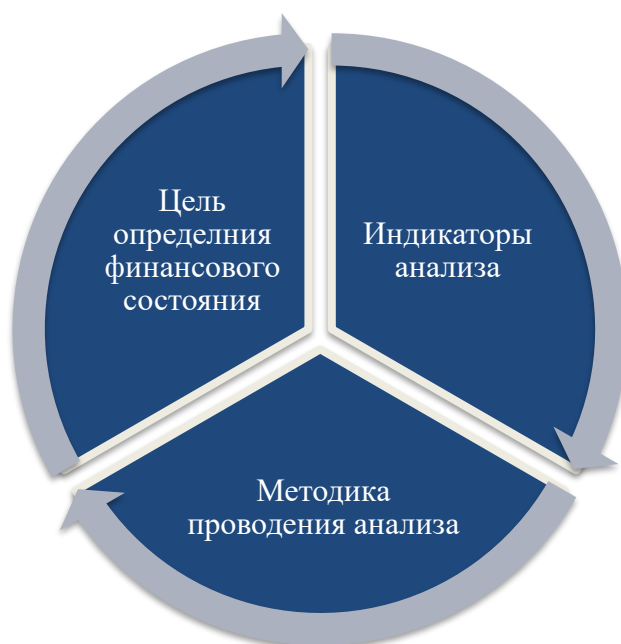 Цель
определния
финансового
состояния
Индикаторы
анализа
Методика
проводения анализа